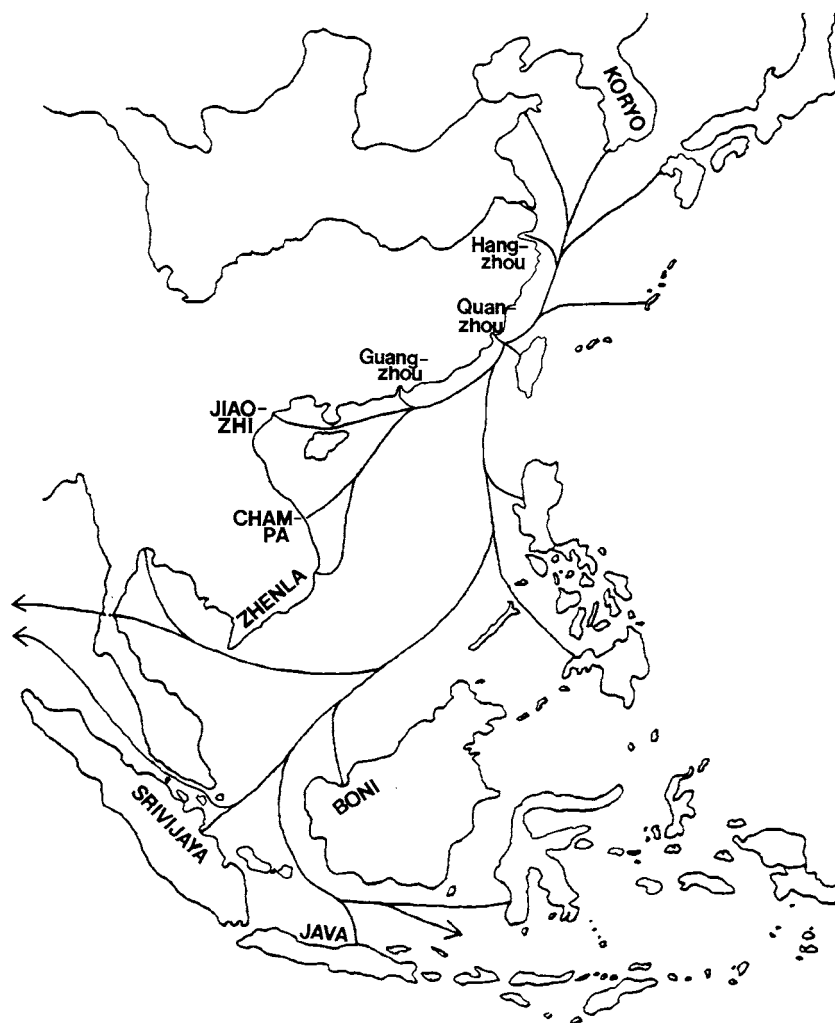 KORYO
Hang-
zhou
Quan-
zhou
Guang-
zhou
JIAO-
ZHI
CHAM-
PA
ZHENLA
BONI
SRIVIJAYA
JAVA